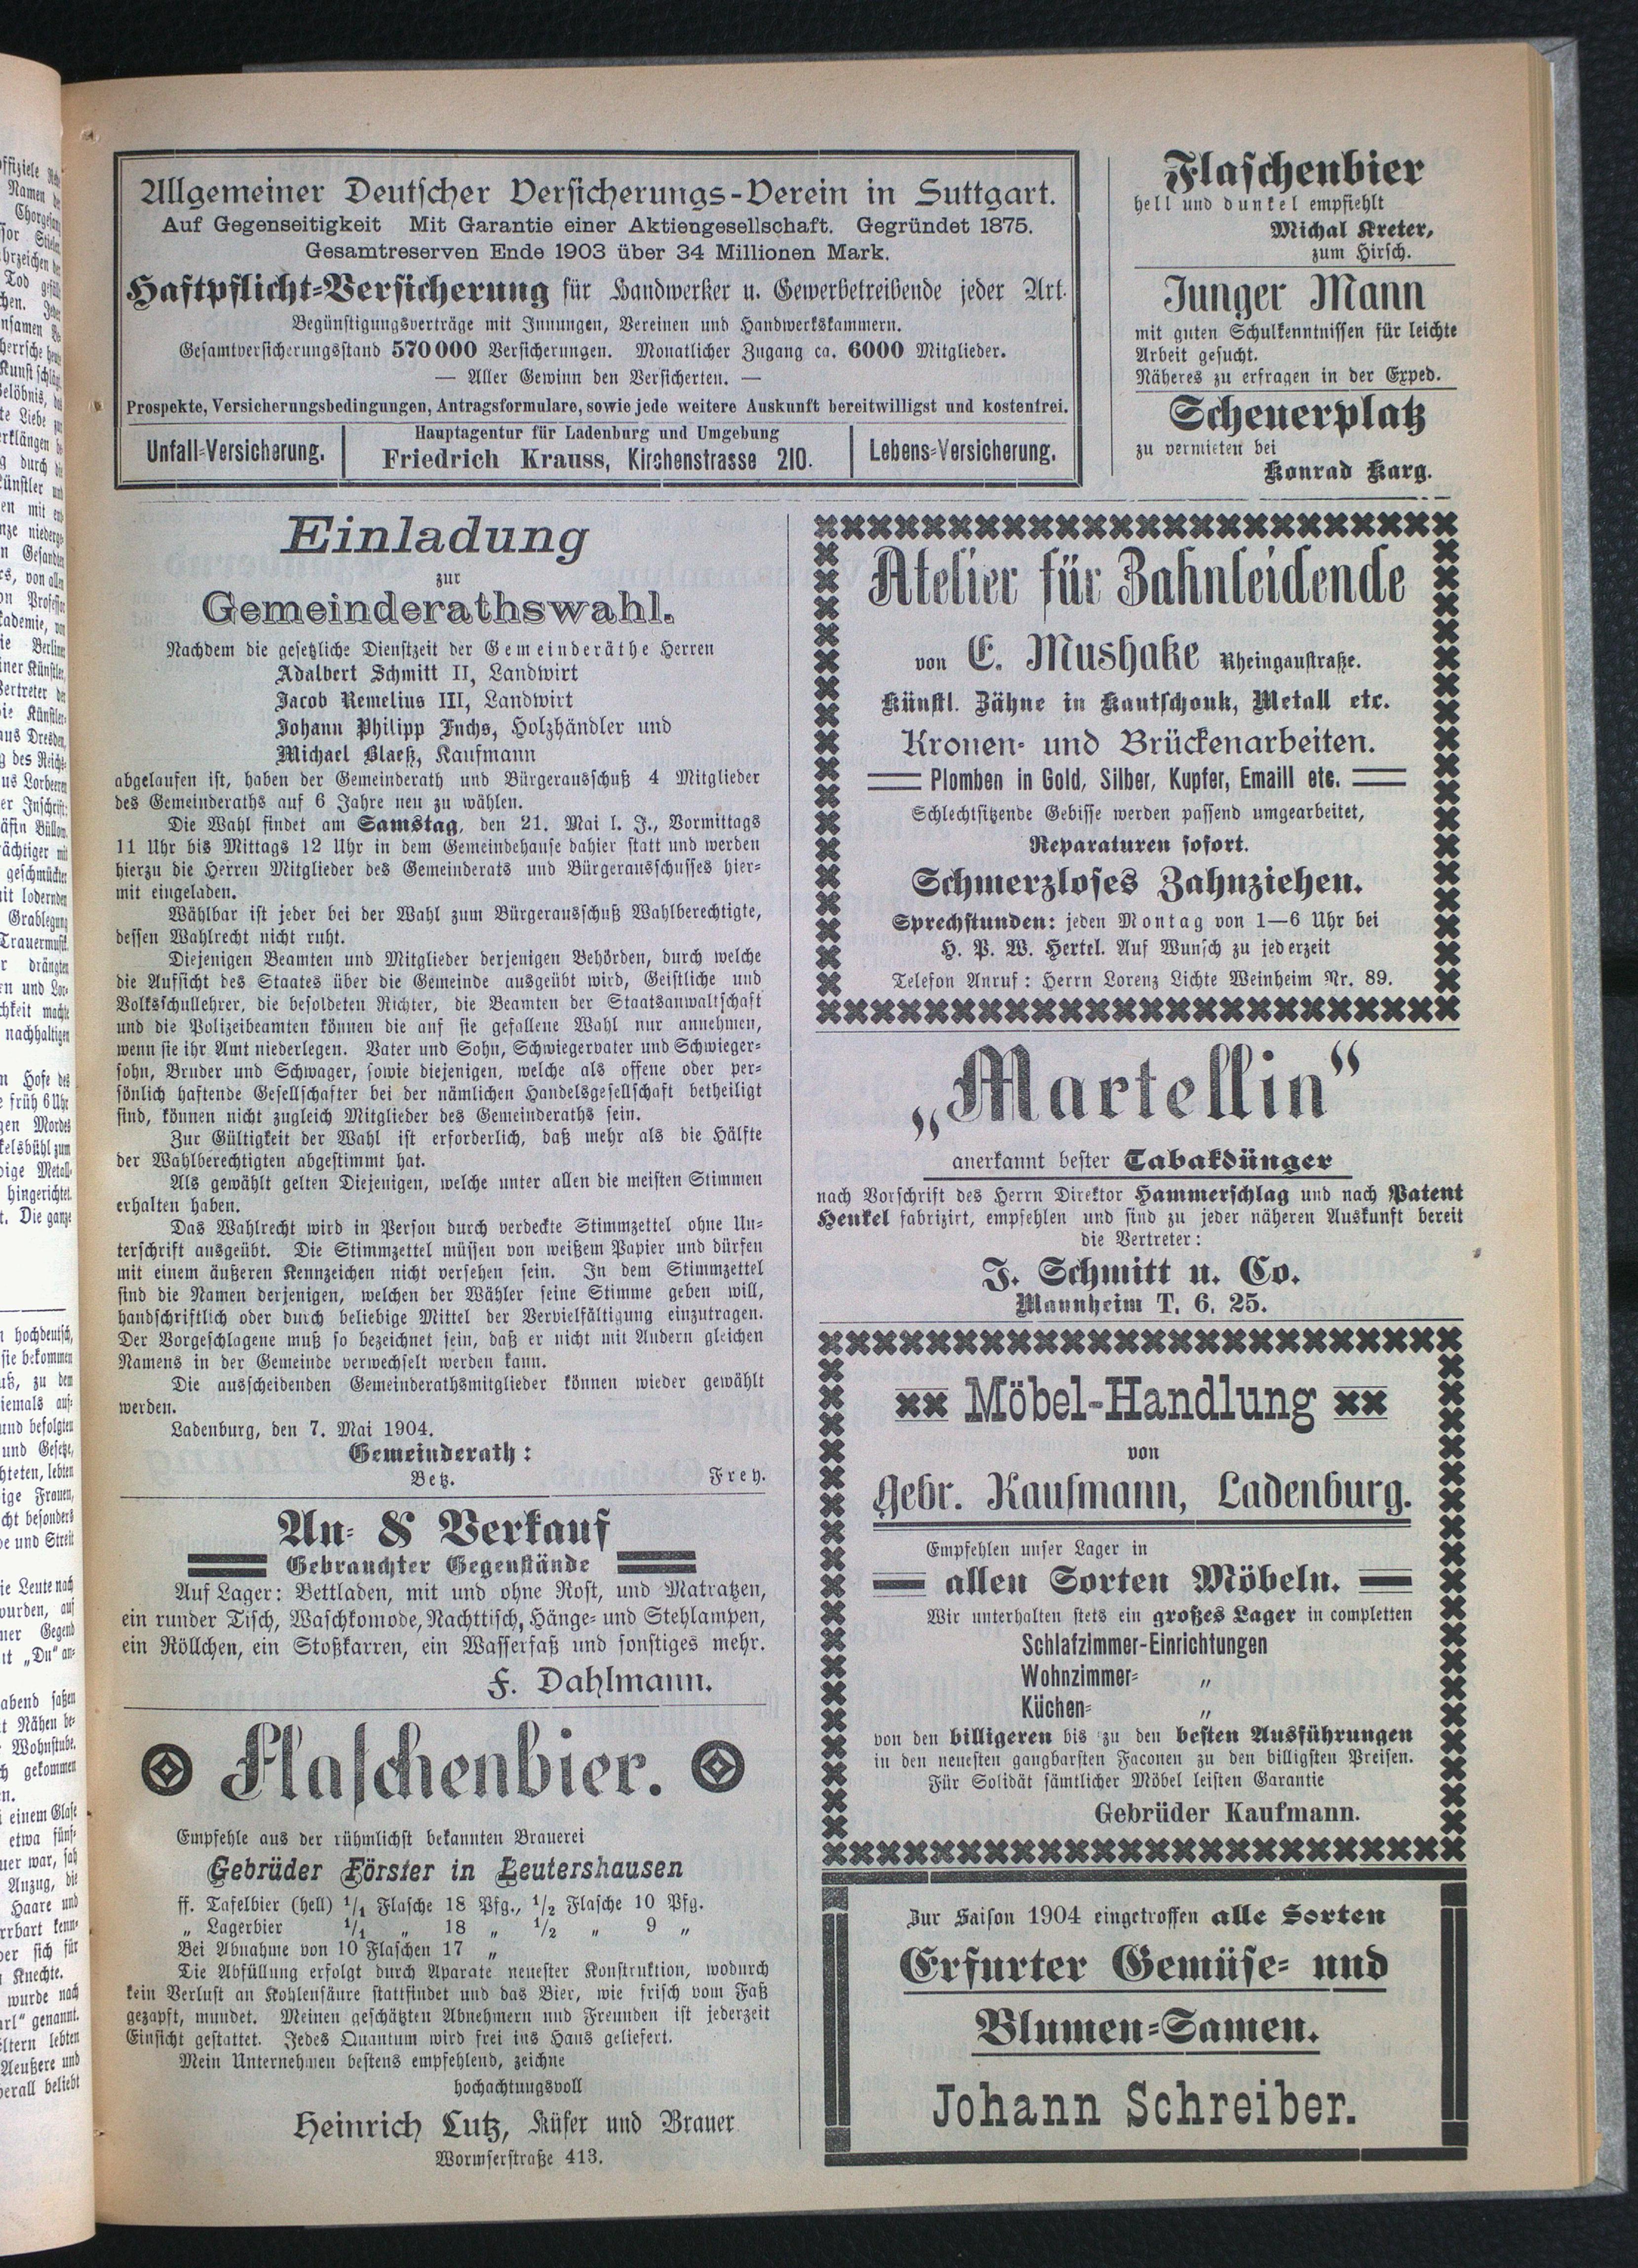 Allgemeiner Deutscher Versicherungs-Verein in Suttgart.
Auf Gegenseitigkeit Mit Garantie einer Aktiengesellschaft. Gegründet 1875.
Gesamtreserven Ende 1903 über 34 Millionen Mark.
Haftpflicht-Versicherung für Handwerker u. Gewerbetreibende jeder Art.
Begünstigungsverträge mit Innungen, Vereinen und Handwerkskammern.
Gesamtversicherungsstand 570000 Versicherungen. Monatlicher Zugang ca. 6000 Mitglieder.
— Aller Gewinn den Versicherten. —
Prospekte, Versicherungsbedingungen, Antragsformulare, sowie jede weitere Auskunft bereitwilligst und kostenfrei.
Unfall-Versicherung.
Hauptagentur für Ladenburg und Umgebung
Friedrich Krauss, Kirchenstrasse 210.
Lebens-Versicherung.
Flaschenbier
hell und dunkel empfiehlt
Michal Kreter,
zum Hirsch.
Junger Mann
mit guten Schulkenntnissen für leichte
Arbeit gesucht.
Näheres zu erfragen in der Exped.
Scheuerplatz
zu vermieten bei
Konrad Karg.
Einladung
zur
Gemeinderathswahl.
Nachdem die gesetzliche Dienstzeit der Gemeinderäthe Herren
Adalbert Schmitt II, Landwirt
Jacob Remelius III, Landwirt
Johann Philipp Fuchs, Holzhändler und
Michael Blaeß, Kaufmann
abgelaufen ist, haben der Gemeinderath und Bürgerausschuß 4 Mitglieder
des Gemeinderaths auf 6 Jahre neu zu wählen.
Die Wahl findet am Samstag, den 21. Mai l. J., Vormittags
11 Uhr bis Mittags 12 Uhr in dem Gemeindehause dahier statt und werden
hierzu die Herren Mitglieder des Gemeinderats und Bürgerausschusses hier-
mit eingeladen.
Wählbar ist jeder bei der Wahl zum Bürgerausschuß Wahlberechtigte,
dessen Wahlrecht nicht ruht.
Diejenigen Beamten und Mitglieder derjenigen Behörden, durch welche
die Aufsicht des Staates über die Gemeinde ausgeübt wird, Geistliche und
Volksschullehrer, die besoldeten Richter, die Beamten der Staatsanwaltschaft
und die Polizeibeamten können die auf sie gefallene Wahl nur annehmen,
wenn sie ihr Amt niederlegen. Vater und Sohn, Schwiegervater und Schwieger-
sohn, Bruder und Schwager, sowie diejenigen, welche als offene oder per-
sönlich haftende Gesellschafter bei der nämlichen Handelsgesellschaft betheiligt
sind, können nicht zugleich Mitglieder des Gemeinderaths sein.
Zur Gültigkeit der Wahl ist erforderlich, daß mehr als die Hälfte
der Wahlberechtigten abgestimmt hat.
Als gewählt gelten Diejenigen, welche unter allen die meisten Stimmen
erhalten haben.
Das Wahlrecht wird in Person durch verdeckte Stimmzettel ohne Un-
terschrift ausgeübt. Die Stimmzettel müssen von weißem Papier und dürfen
mit einem äußeren Kennzeichen nicht versehen sein. In dem Stimmzettel
sind die Namen derjenigen, welchen der Wähler seine Stimme geben will,
handschriftlich oder durch beliebige Mittel der Vervielfältigung einzutragen.
Der Vorgeschlagene muß so bezeichnet sein, daß er nicht mit Andern gleichen
Namens in der Gemeinde verwechselt werden kann.
Die ausscheidenden Gemeinderathsmitglieder können wieder gewählt
werden.
Ladenburg, den 7. Mai 1904.
Gemeinderath:
Betz. Frey.
An- & Verkauf
Gebrauchter Gegenstände
Auf Lager: Bettladen, mit und ohne Rost, und Matratzen,
ein runder Tisch, Waschkomode, Nachttisch, Hänge- und Stehlampen,
ein Röllchen, ein Stoßkarren, ein Wasserfaß und sonstiges mehr.
F. Dahlmann.
Flaschenbier.
Empfehle aus der rühmlichst bekannten Brauerei
Gebrüder Förster in Leutershausen
ff. Tafelbier (hell) 1/1 Flasche 18 Pfg., 1/2 Flasche 10 Pfg.
„ Lagerbier 1/1 „ 18 „ 1/2 „ 9 „
Bei Abnahme von 10 Flaschen 17 „
Die Abfüllung erfolgt durch Aparate neuester Konstruktion, wodurch
kein Verlust an Kohlensäure stattfindet und das Bier, wie frisch vom Faß
gezapft, mundet. Meinen geschätzten Abnehmern und Freunden ist jederzeit
Einsicht gestattet. Jedes Quantum wird frei ins Haus geliefert.
Mein Unternehmen bestens empfehlend, zeichne
hochachtungsvoll
Heinrich Lutz, Küfer und Brauer
Wormserstraße 413.
Atelier für Zahnleidende
von E. Mushake Rheingaustraße.
Künstl. Zähne in Kautschouk, Metall etc.
Kronen- und Brückenarbeiten.
Plomben in Gold, Silber, Kupfer, Emaill etc.
Schlechtsitzende Gebisse werden passend umgearbeitet,
Reparaturen sofort.
Schmerzloses Zahnziehen.
Sprechstunden: jeden Montag von 1—6 Uhr bei
H. P. W. Hertel. Auf Wunsch zu jederzeit
Telefon Anruf: Herrn Lorenz Lichte Weinheim Nr. 89.
„Martellin“
anerkannt bester Tabakdünger
nach Vorschrift des Herrn Direktor Hammerschlag und nach Patent
Henkel fabrizirt, empfehlen und sind zu jeder näheren Auskunft bereit
die Vertreter:
J. Schmitt u. Co.
Mannheim T. 6. 25.
Möbel-Handlung
von
Gebr. Kaufmann, Ladenburg.
Empfehlen unser Lager in
allen Sorten Möbeln.
Wir unterhalten stets ein großes Lager in completten
Schlafzimmer-Einrichtungen
Wohnzimmer- „
Küchen- „
von den billigeren bis zu den besten Ausführungen
in den neuesten gangbarsten Faconen zu den billigsten Preisen.
Für Solidät sämtlicher Möbel leisten Garantie
Gebrüder Kaufmann.
Zur Saison 1904 eingetroffen alle Sorten
Erfurter Gemüse- und
Blumen-Samen.
Johann Schreiber.